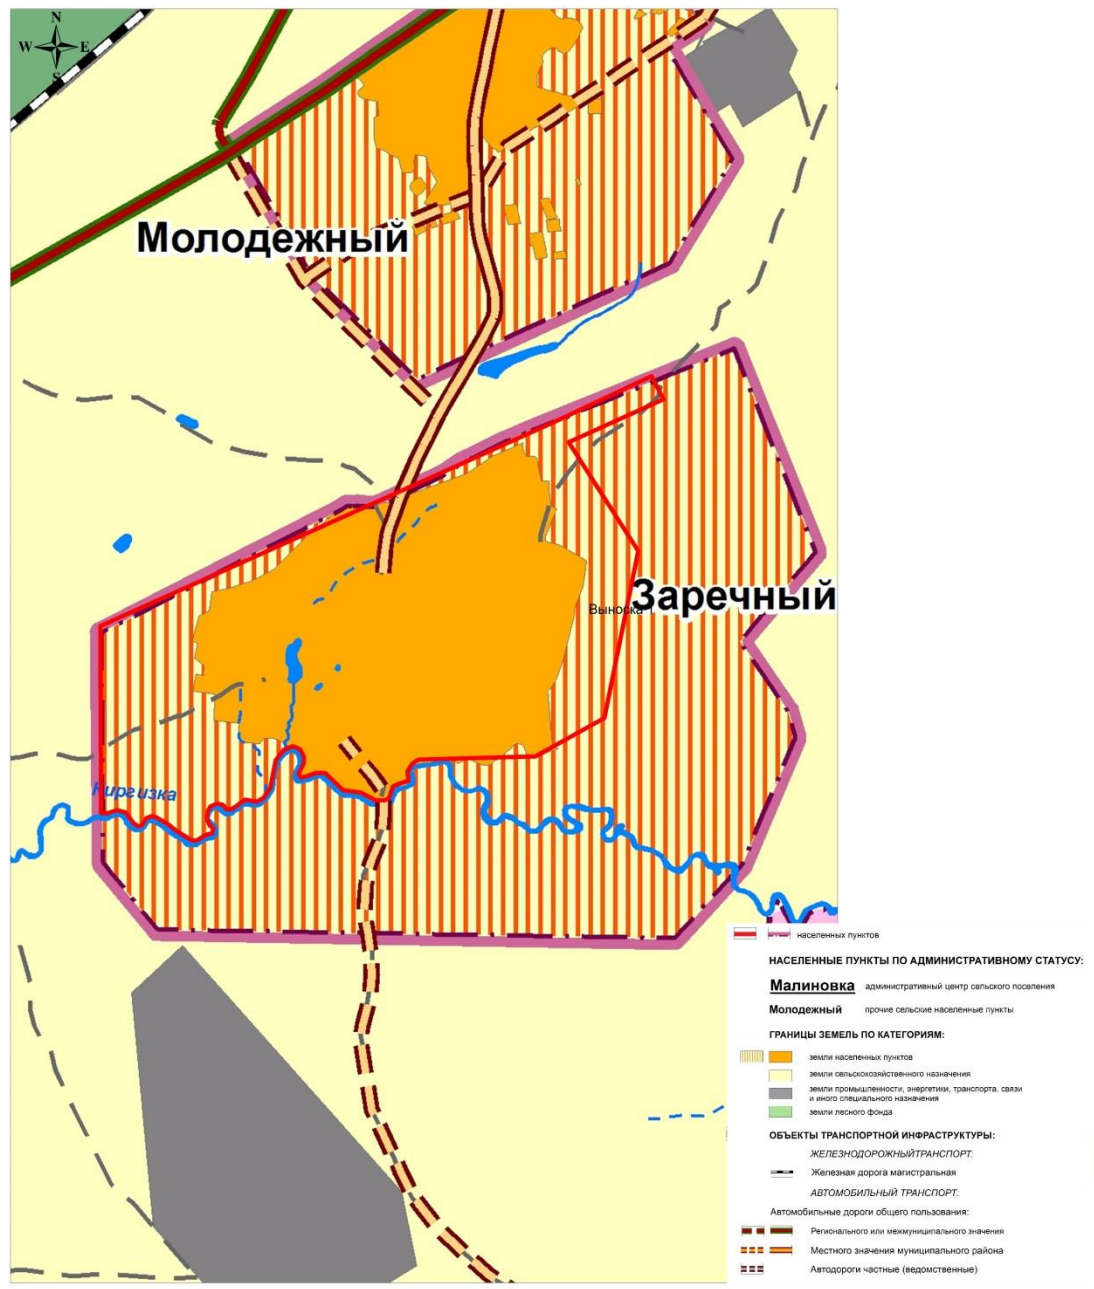 N
W E
S
Молодежный
Заречный
Выноска 1
Киргизка
населенных пунктов
НАСЕЛЕННЫЕ ПУНКТЫ ПО АДМИНИСТРАТИВНОМУ СТАТУСУ:
Малиновка административный центр сельского поселения
Молодежный прочие сельские населенные пункты
ГРАНИЦЫ ЗЕМЕЛЬ ПО КАТЕГОРИЯМ:
земли населенных пунктов
земли сельскохозяйственного назначения
земли промышленности, энергетики, транспорта, связи
и иного специального назначения
земли лесного фонда
ОБЪЕКТЫ ТРАНСПОРТНОЙ ИНФРАСТРУКТУРЫ:
ЖЕЛЕЗНОДОРОЖНЫЙТРАНСПОРТ:
Железная дорога магистральная
АВТОМОБИЛЬНЫЙ ТРАНСПОРТ:
Автомобильные дороги общего пользования:
Регионального или межмуниципального значения
Местного значения муниципального района
Автодороги частные (ведомственные)